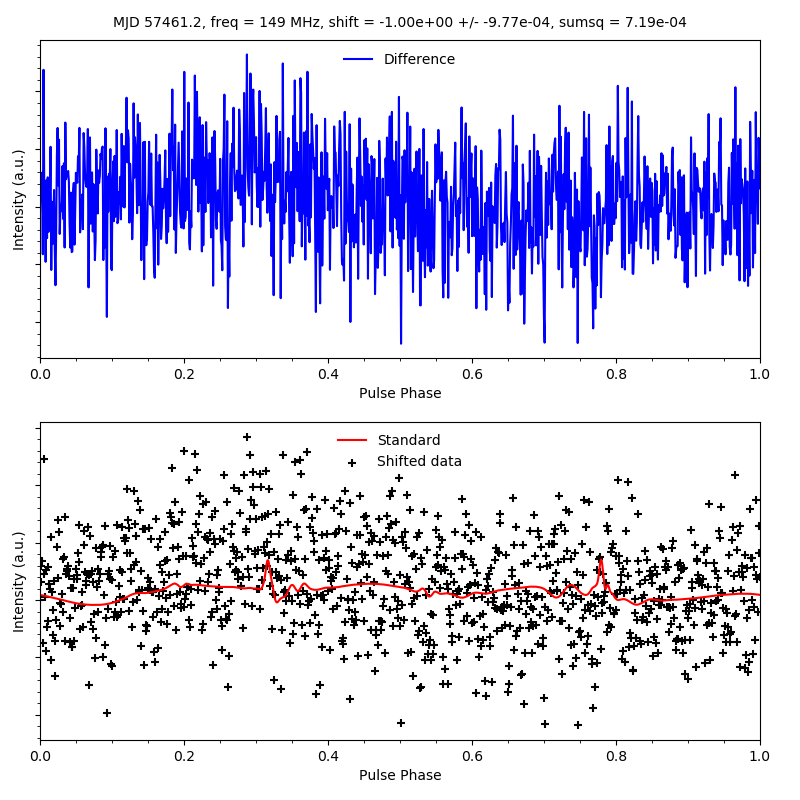 MJD 57461.2, freq = 149 MHz, shift = -1.00e+00 +/- -9.77e-04, sumsq = 7.19e-04
Difference
Intensity (a.u.)
0.0 0.2 0.4 0.6 0.8 1.0
Pulse Phase
Standard
Shifted data
Intensity (a.u.)
0.0 0.2 0.4 0.6 0.8 1.0
Pulse Phase